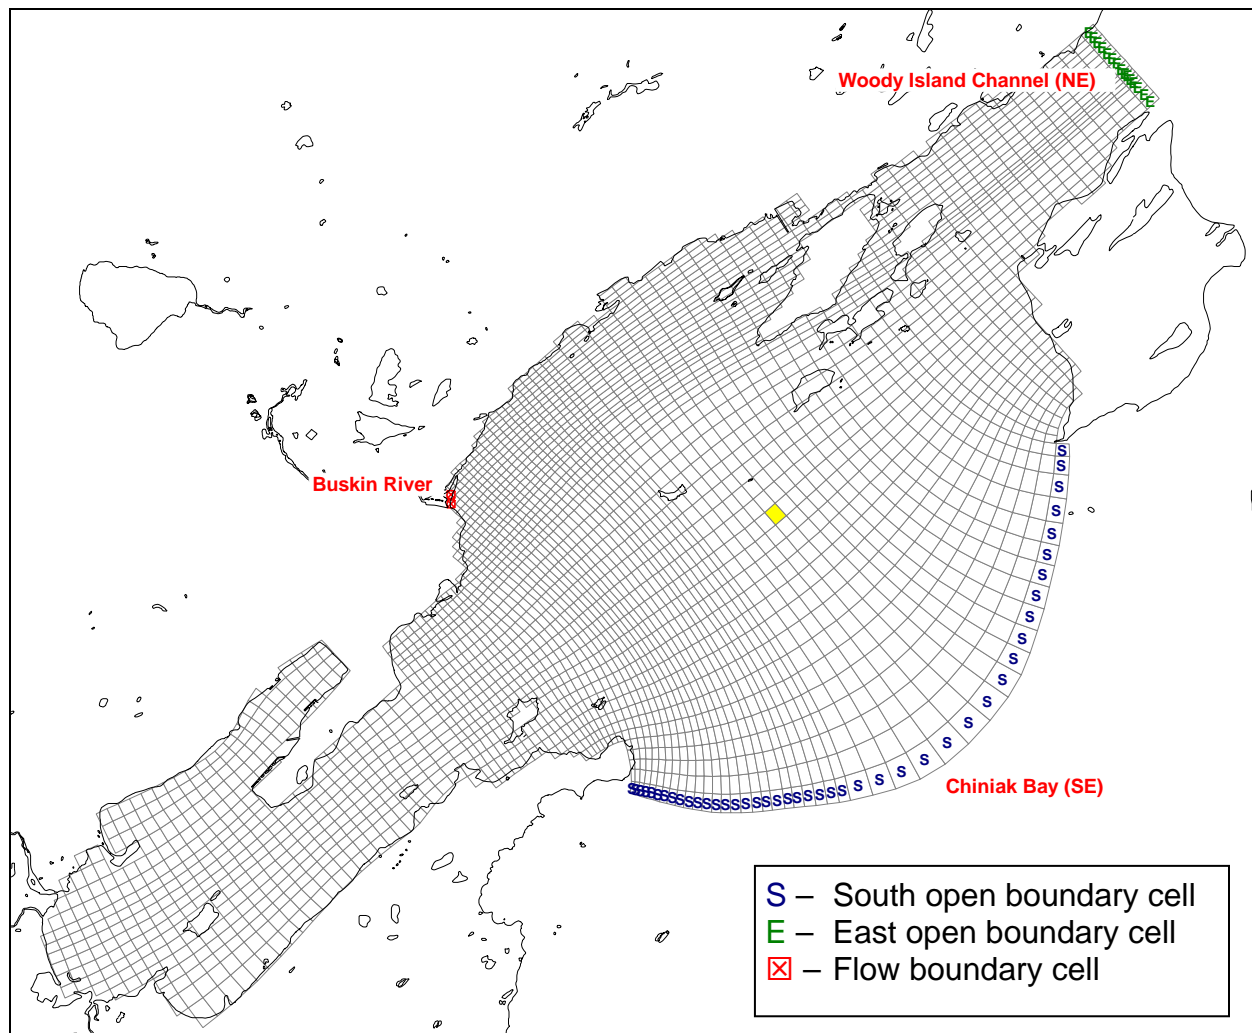 Woody Island Channel (NE)
Buskin River
Chiniak Bay (SE)
S – South open boundary cell
E – East open boundary cell
☒ – Flow boundary cell